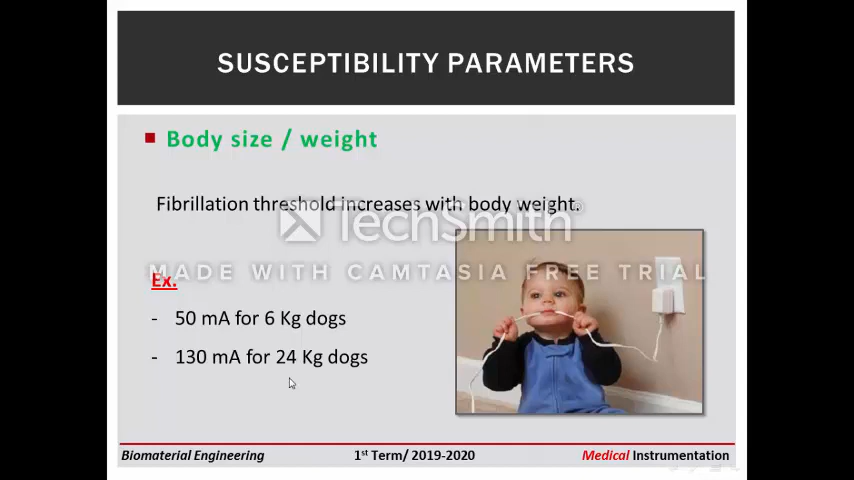 SUSCEPTIBILITY PARAMETERS
Body size / weight
Fibrillation threshold increases with body weight.
TechSmith®
MADE WITH CAMTASIA FREE TRIAL
Ex.
- 50 mA for 6 Kg dogs
- 130 mA for 24 Kg dogs
Biomaterial Engineering 1st Term/ 2019-2020 Medical Instrumentation